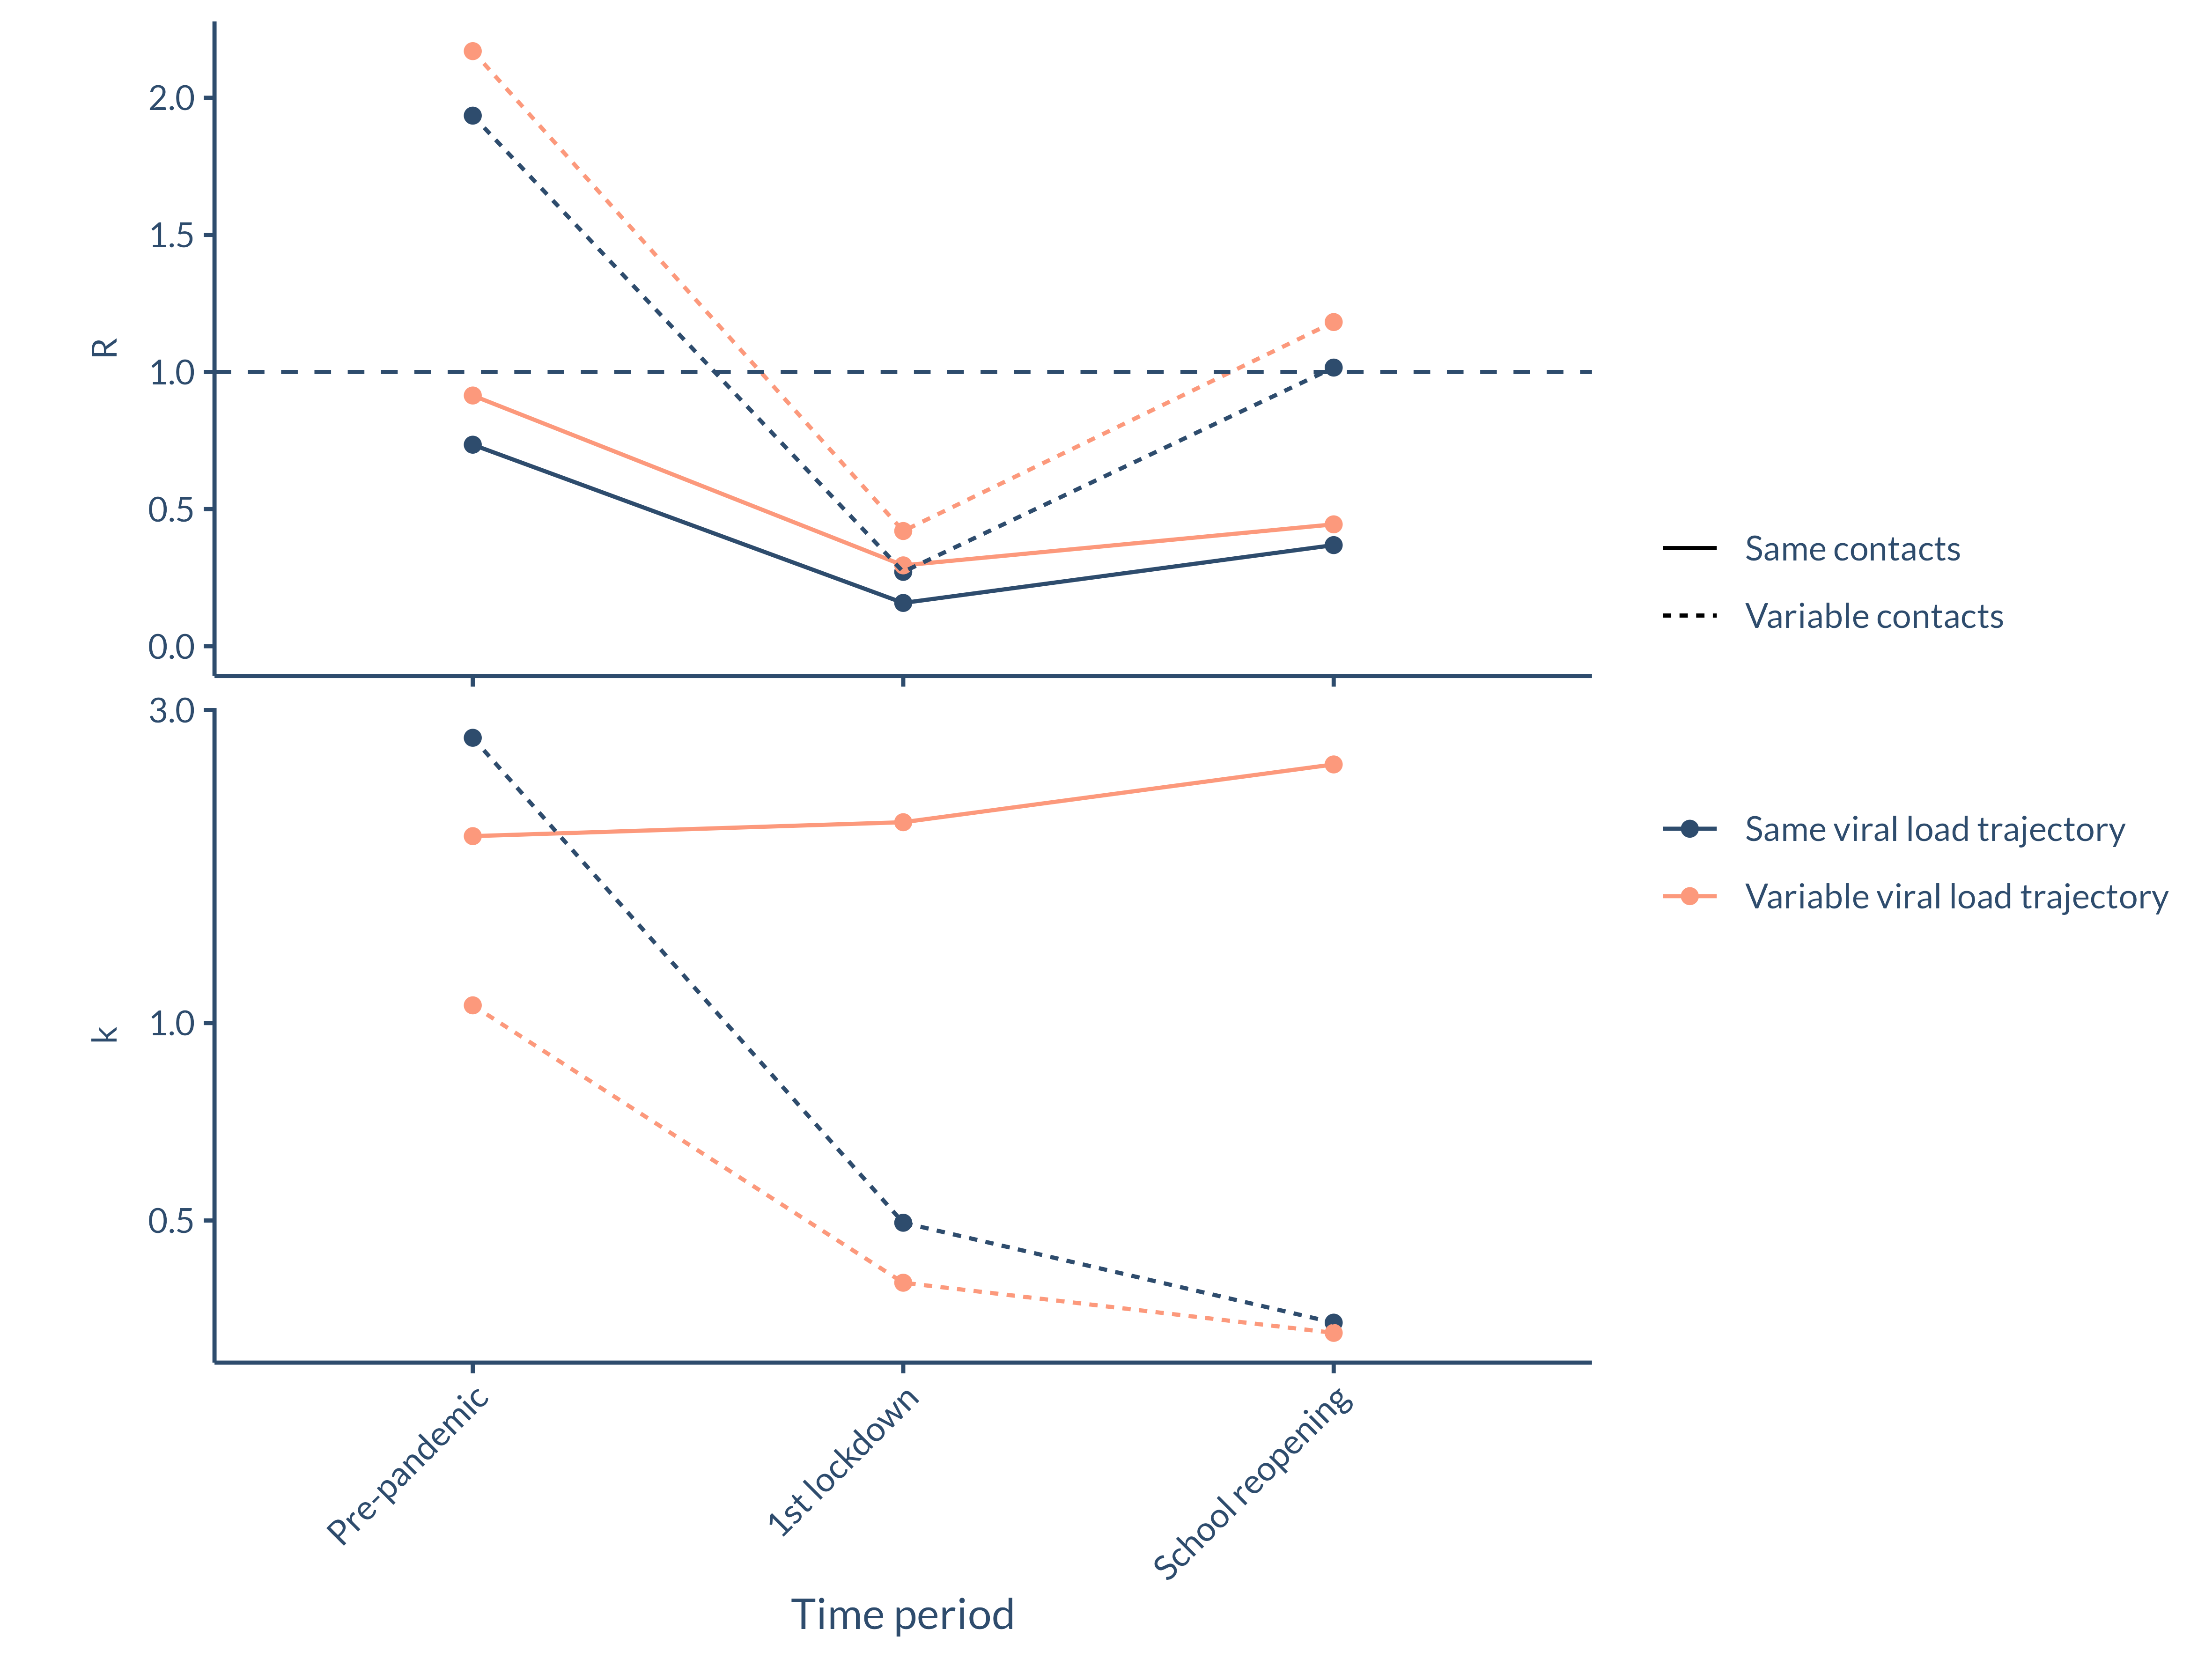 2.0
1.5
R
1.0
0.5
0.0
Same contacts
Variable contacts
3.0
k
1.0
0.5
Same viral load trajectory
Variable viral load trajectory
Pre-pandemic
1st lockdown
School reopening
Time period